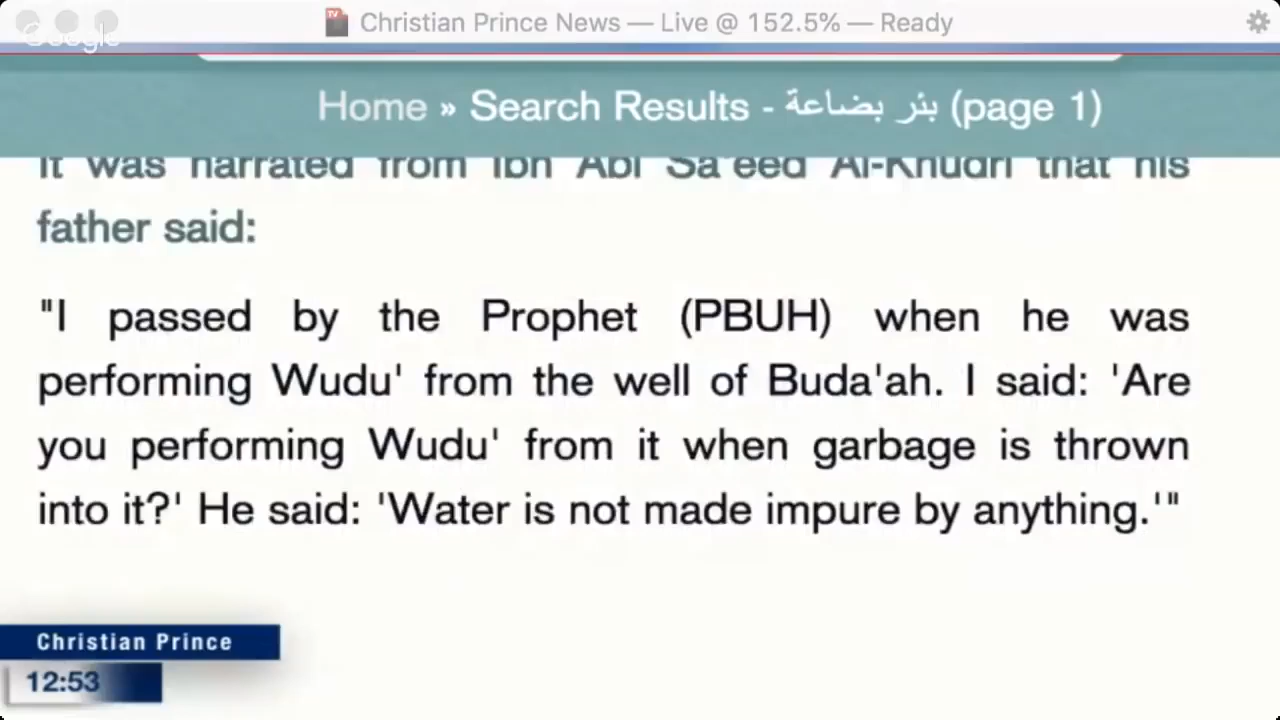 Christian Prince News — Live @ 152.5% — Ready
Google
Home » Search Results - بئر بضاعة (page 1)
It was narrated from Ibn Abi Sa'eed Al-Khudri that his
father said:
"I passed by the Prophet (PBUH) when he was
performing Wudu' from the well of Buda'ah. I said: 'Are
you performing Wudu' from it when garbage is thrown
into it?' He said: 'Water is not made impure by anything.'"
Christian Prince
12:53